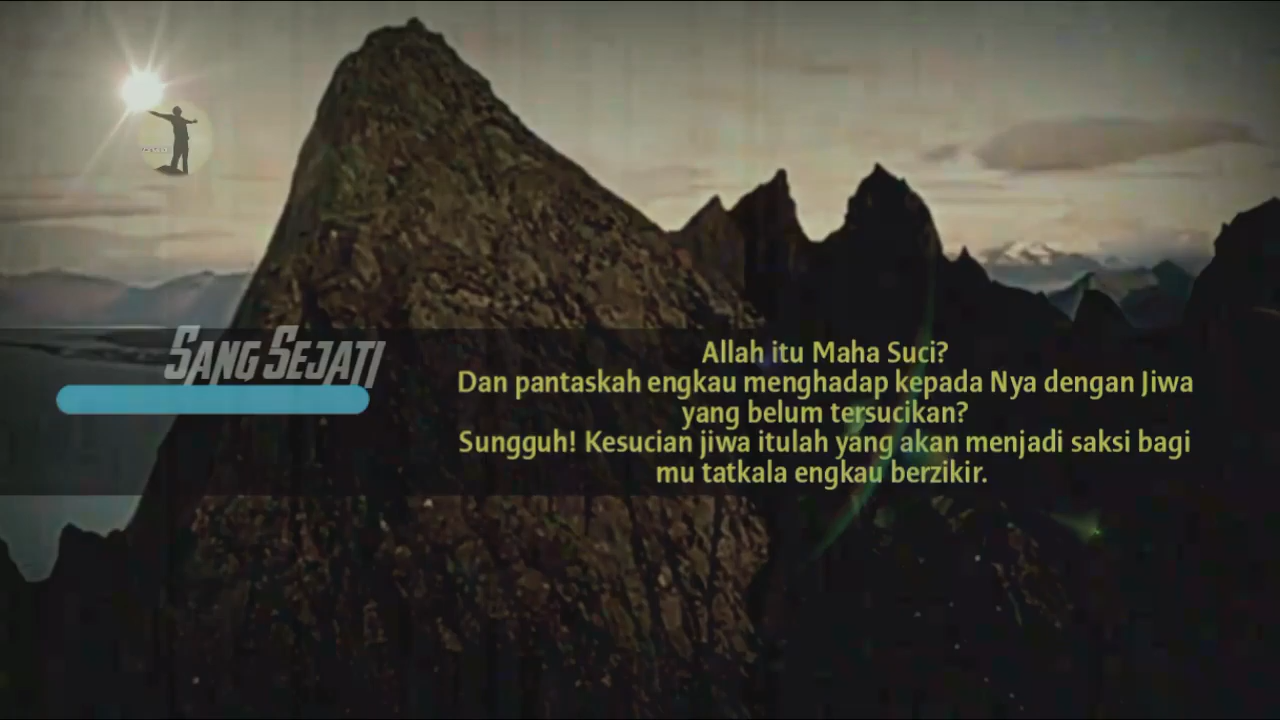 SANG SEJATI
Allah itu Maha Suci?
Dan pantaskah engkau menghadap kepada Nya dengan Jiwa
yang belum tersucikan?
Sungguh! Kesucian jiwa itulah yang akan menjadi saksi bagi
mu tatkala engkau berzikir.